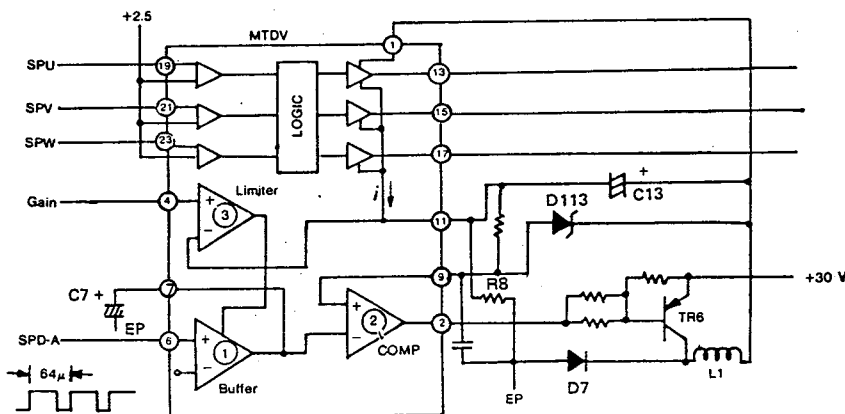 +2.5
MTDV
1
SPU
19
13
SPV
21
15
SPW
23
17
LOGIC
i
Limiter
Gain
4
3
+
−
11
+
C13
D113
R8
9
C7 +
7
EP
+30 V
SPD-A
6
+
−
1
Buffer
+
−
2
COMP
2
TR6
EP
D7
L1
64µ